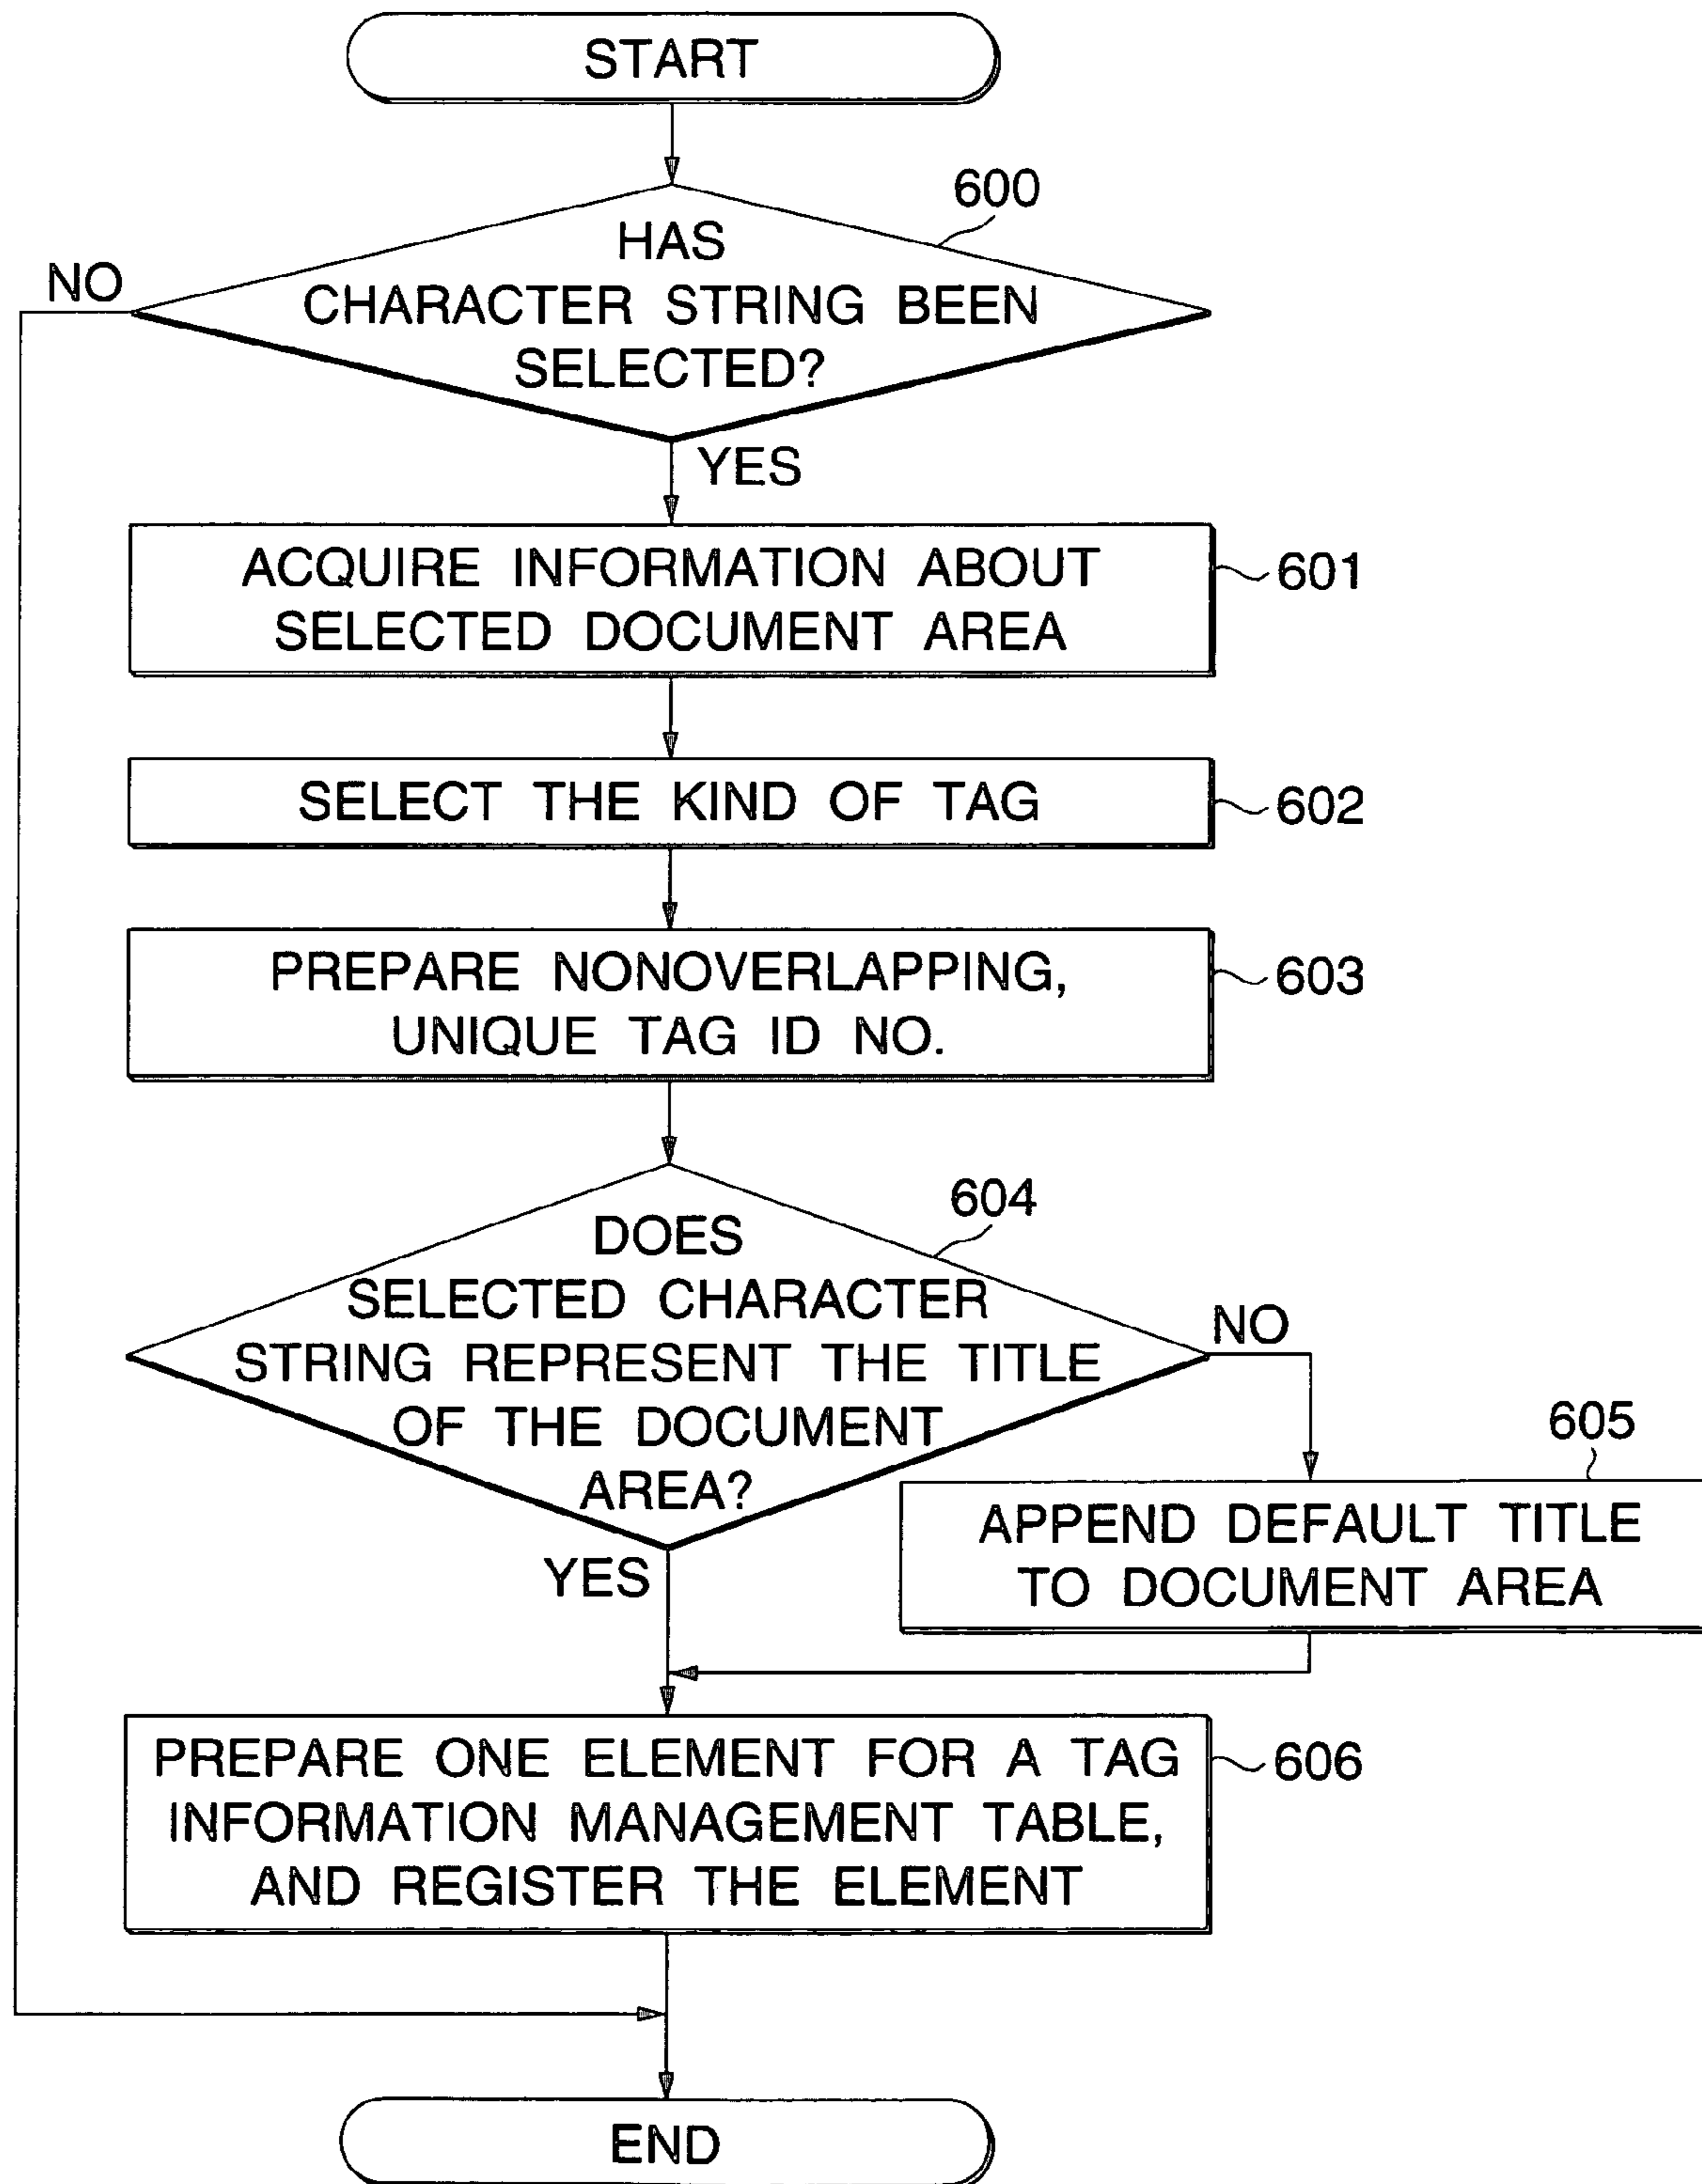 START
600
HAS
CHARACTER STRING BEEN
SELECTED?
NO
YES
ACQUIRE INFORMATION ABOUT
SELECTED DOCUMENT AREA
601
SELECT THE KIND OF TAG
602
PREPARE NONOVERLAPPING,
UNIQUE TAG ID NO.
603
604
DOES
SELECTED CHARACTER
STRING REPRESENT THE TITLE
OF THE DOCUMENT
AREA?
NO
YES
605
APPEND DEFAULT TITLE
TO DOCUMENT AREA
PREPARE ONE ELEMENT FOR A TAG
INFORMATION MANAGEMENT TABLE,
AND REGISTER THE ELEMENT
606
END